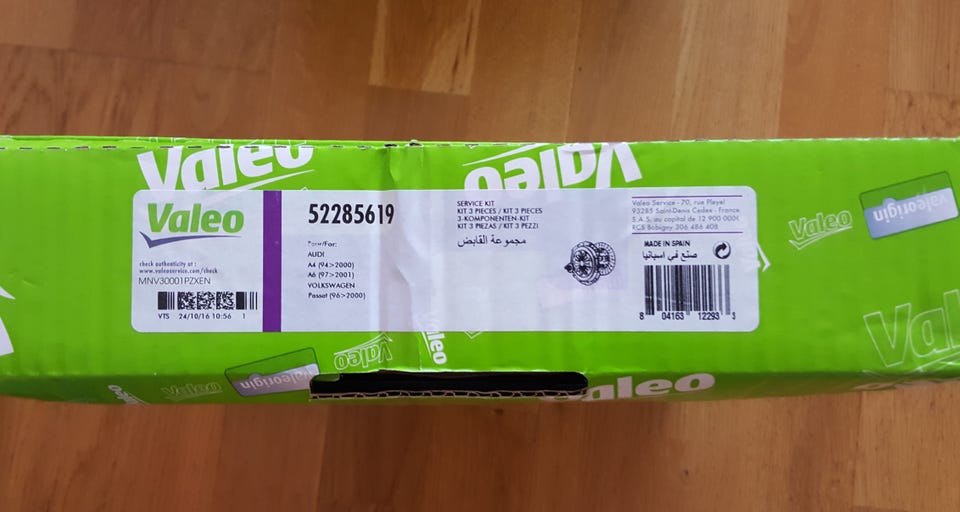 Valeo
Valeo
Valeo
52285619
Pour/For:
AUDI
A4 (94>2000)
A6 (97>2001)
VOLKSWAGEN
Passat (96>2000)
check authenticity at :
www.valeoservice.com/check
MNV30001PZXEN
VTS 24/10/16 10:56 1
SERVICE KIT
KIT 3 PIECES / KIT 3 PIECES
3-KOMPONENTEN-KIT
KIT 3 PIEZAS / KIT 3 PEZZI
مجموعة القابض
Valeo Service - 70, rue Pleyel
93285 Saint-Denis Cedex - France
S.A.S. au capital de 12 900 000€
RCS Bobigny 306 486 408
MADE IN SPAIN
صنع في اسبانيا
8 04163 12293 3
Valeo
valeorigin
Valeo
Valeo
Valeo
valeorigin
Valeo
Valeo